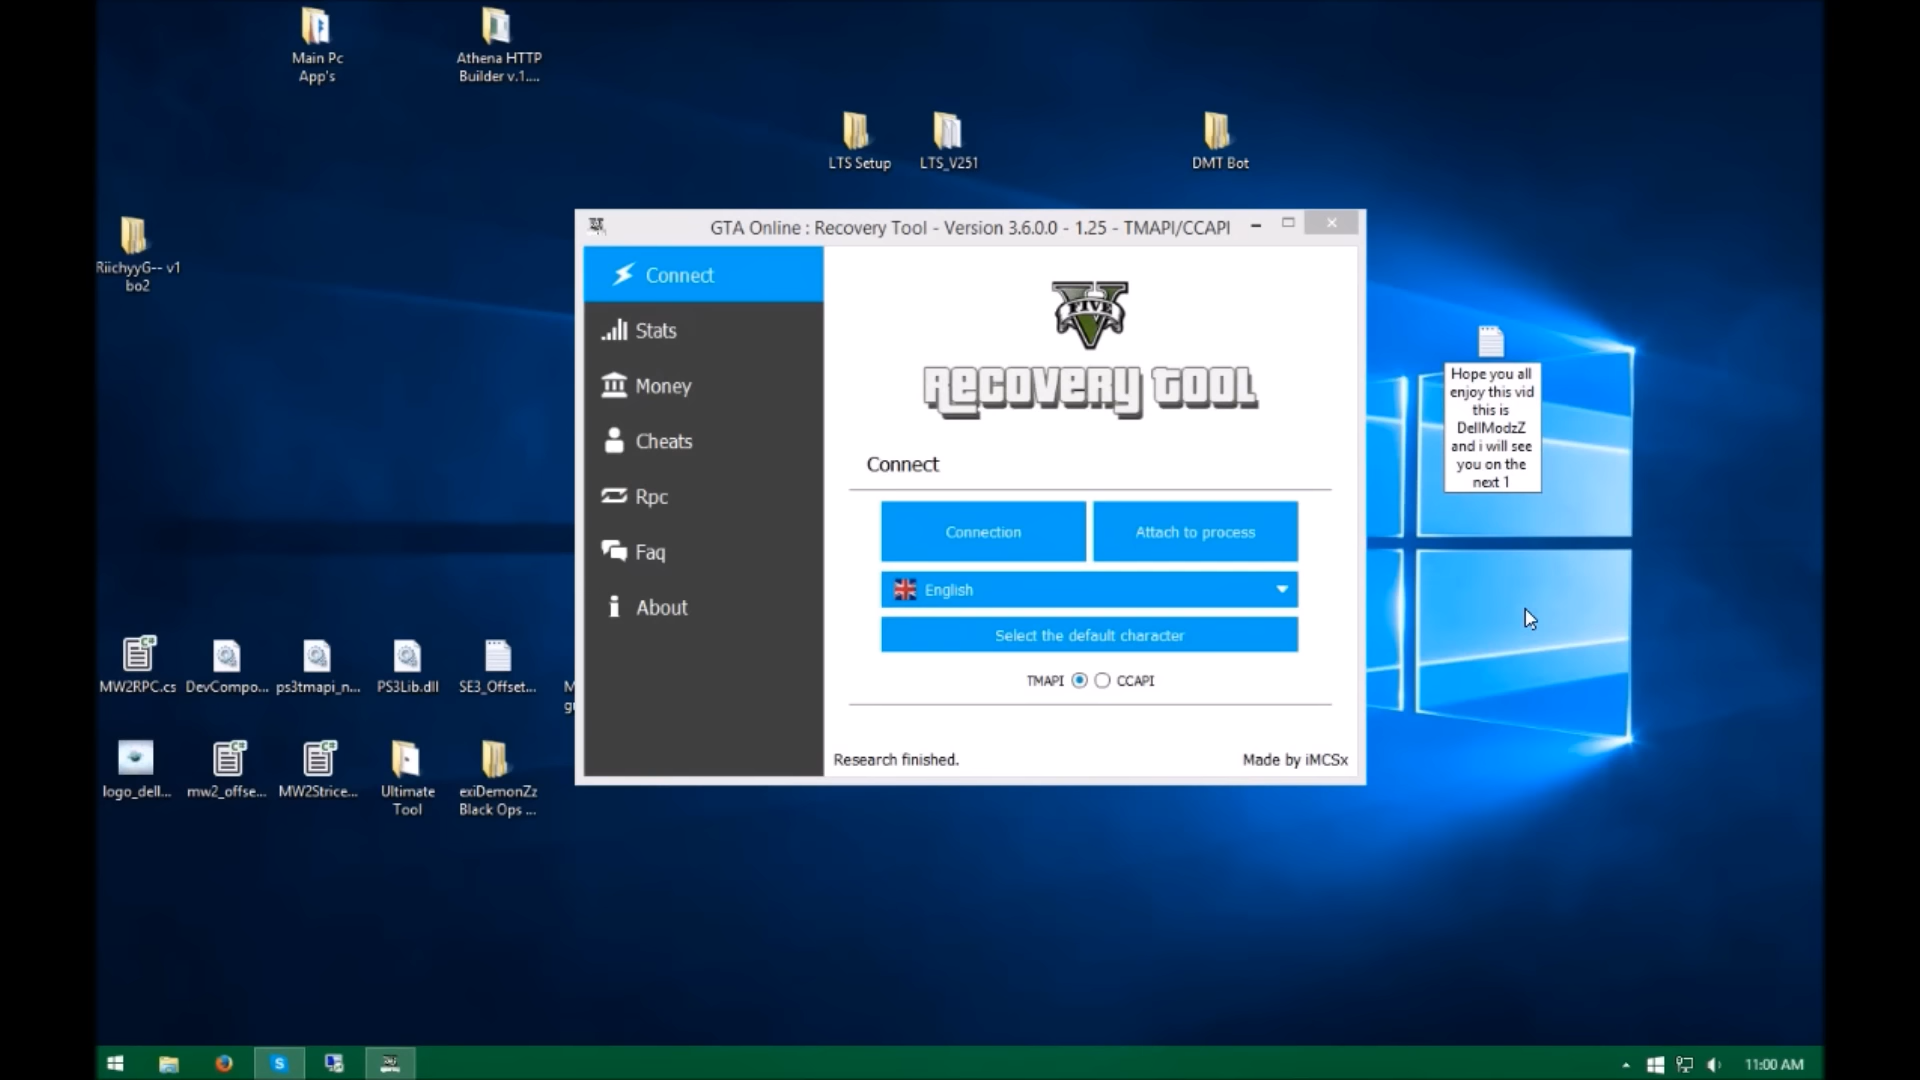 Main Pc
App's
Athena HTTP
Builder v.1....
LTS Setup
LTS_V251
DMT Bot
RiichyyG-- v1
bo2
GTA Online : Recovery Tool - Version 3.6.0.0 - 1.25 - TMAPI/CCAPI
Connect
Stats
Money
Cheats
Rpc
Faq
About
FIVE
Recovery Tool
Connect
Connection
Attach to process
English
Select the default character
TMAPI
CCAPI
Research finished.
Made by iMCSx
Hope you all
enjoy this vid
this is
DellModzZ
and i will see
you on the
next 1
MW2RPC.cs
DevCompo...
ps3tmapi_n...
PS3Lib.dll
SE3_Offset...
logo_dell...
mw2_offse...
MW2Strice...
Ultimate
Tool
exiDemonZz
Black Ops ...
11:00 AM